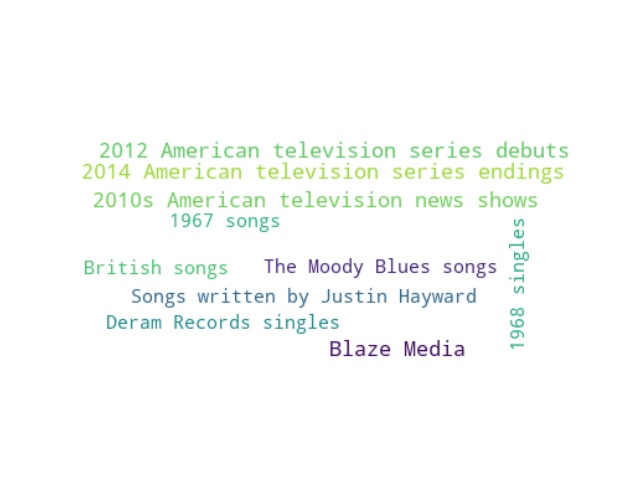 2012 American television series debuts
2014 American television series endings
2010s American television news shows
1967 songs
1968 singles
British songs
The Moody Blues songs
Songs written by Justin Hayward
Deram Records singles
Blaze Media